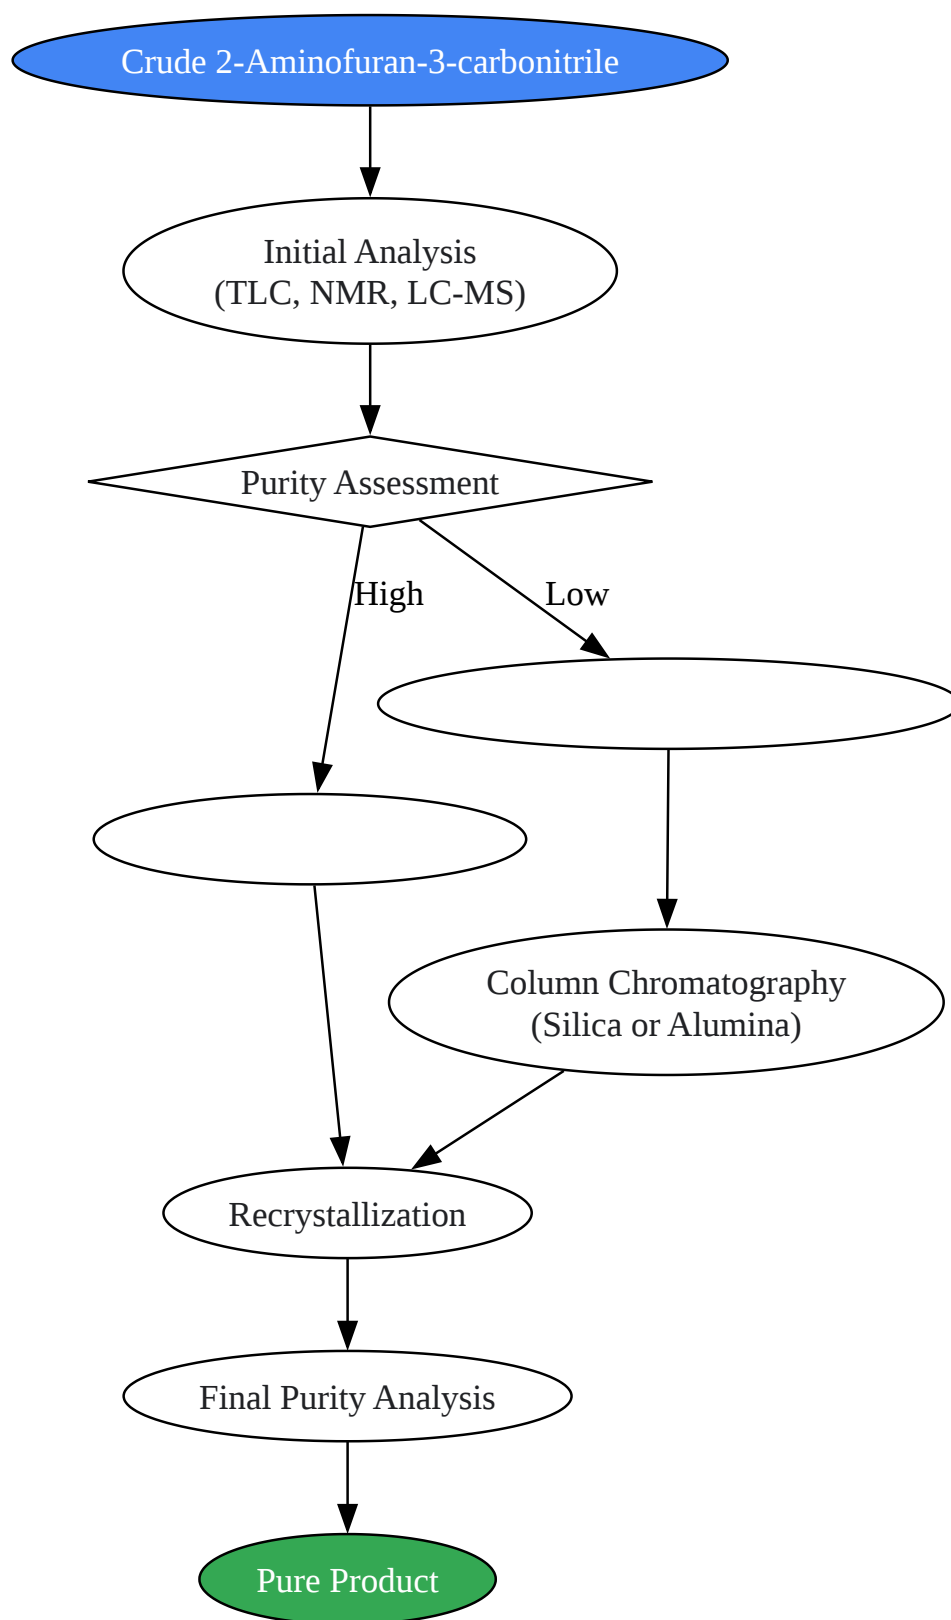 Crude 2-Aminofuran-3-carbonitrile
Initial Analysis
(TLC, NMR, LC-MS)
Purity Assessment
High
Low
Column Chromatography
(Silica or Alumina)
Recrystallization
Final Purity Analysis
Pure Product